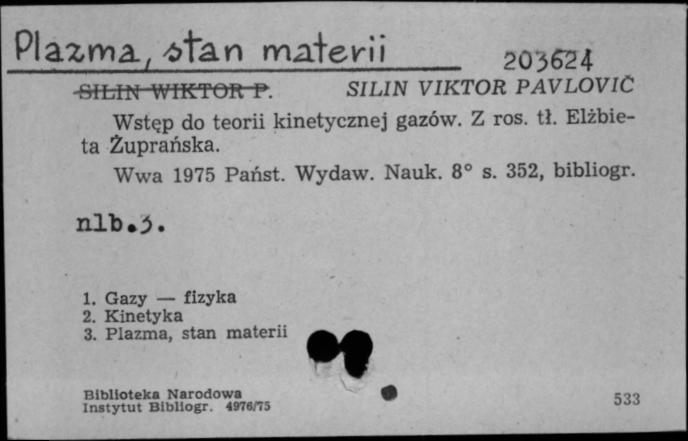 Plazma, stan materii
203624
SILIN WIKTOR P. SILIN VIKTOR PAVLOVIČ
Wstęp do teorii kinetycznej gazów. Z ros. tł. Elżbie-
ta Żuprańska.
Wwa 1975 Państ. Wydaw. Nauk. 8° s. 352, bibliogr.
nlb.3.
1. Gazy — fizyka
2. Kinetyka
3. Plazma, stan materii
Biblioteka Narodowa
Instytut Bibliogr. 4976/75
533